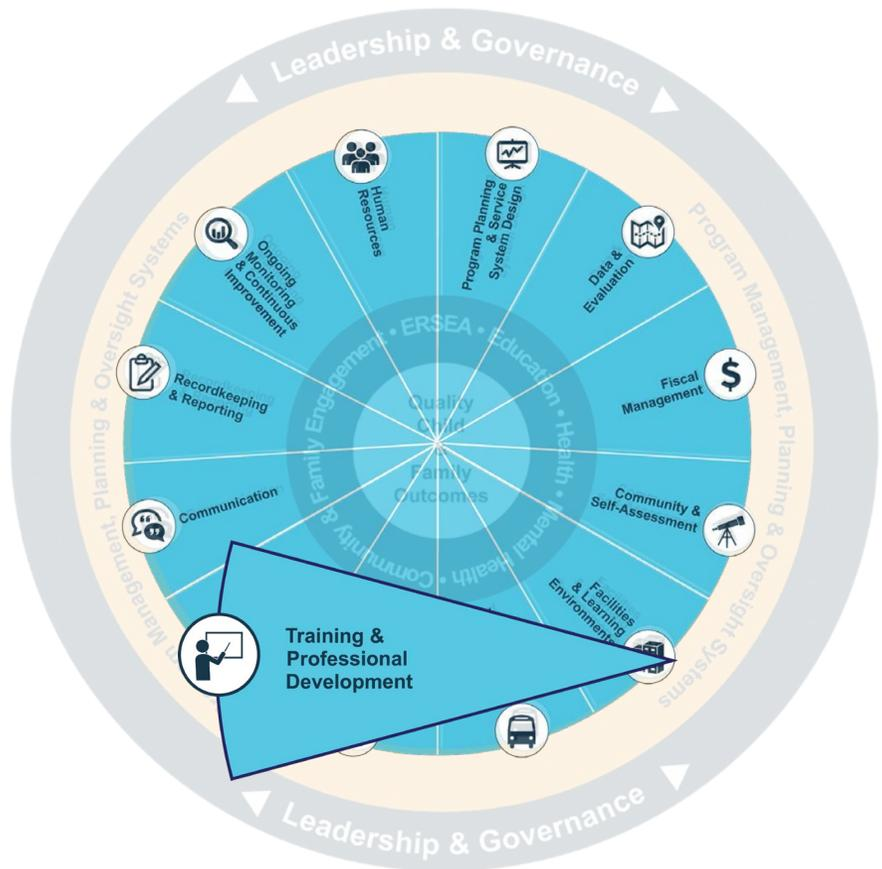 Leadership & Governance
Program Management, Planning & Oversight Systems
Management, Planning & Oversight Systems
Human
Resources
Program Planning
& Service
System Design
Data &
Evaluation
Fiscal
Management
$
Community &
Self-Assessment
Facilities
& Learning
Environments
Ongoing
Monitoring
& Continuous
Improvement
Recordkeeping
& Reporting
Communication
Community & Family Engagement • ERSEA • Education • Health • Mental Health •
Quality
Child
Family
Outcomes
Training &
Professional
Development
Leadership & Governance